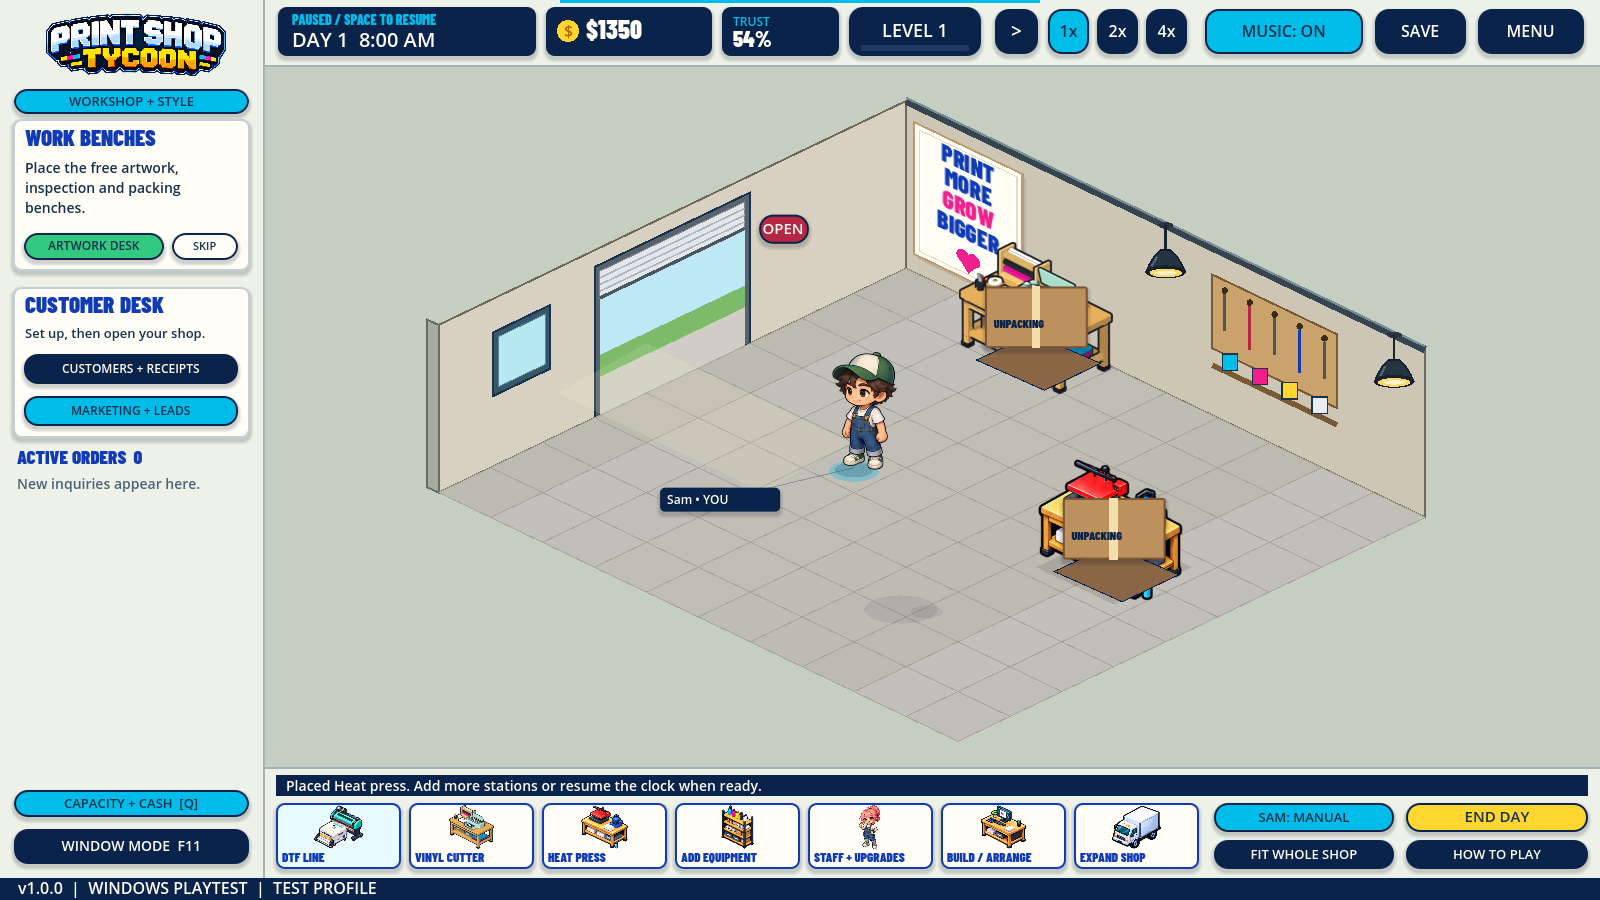 PRINT SHOP
TYCOON
PAUSED / SPACE TO RESUME
DAY 1 8:00 AM
$ $1350
TRUST
54%
LEVEL 1
>
1x
2x
4x
MUSIC: ON
SAVE
MENU
WORKSHOP + STYLE
WORK BENCHES
Place the free artwork,
inspection and packing
benches.
ARTWORK DESK
SKIP
CUSTOMER DESK
Set up, then open your shop.
CUSTOMERS + RECEIPTS
MARKETING + LEADS
ACTIVE ORDERS 0
New inquiries appear here.
OPEN
PRINT
MORE
GROW
BIGGER
UNPACKING
Sam • YOU
UNPACKING
CAPACITY + CASH [Q]
WINDOW MODE F11
Placed Heat press. Add more stations or resume the clock when ready.
DTF LINE
VINYL CUTTER
HEAT PRESS
ADD EQUIPMENT
STAFF + UPGRADES
BUILD / ARRANGE
EXPAND SHOP
SAM: MANUAL
END DAY
FIT WHOLE SHOP
HOW TO PLAY
v1.0.0 | WINDOWS PLAYTEST | TEST PROFILE